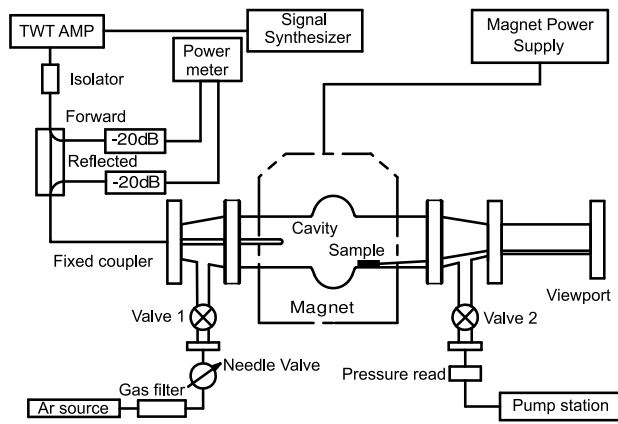 TWT AMP
Signal
Synthesizer
Magnet Power
Supply
Power
meter
Isolator
Forward
-20dB
Reflected
-20dB
Cavity
Sample
Fixed coupler
Magnet
Viewport
Valve 1
Valve 2
Needle Valve
Pressure read
Gas filter
Ar source
Pump station